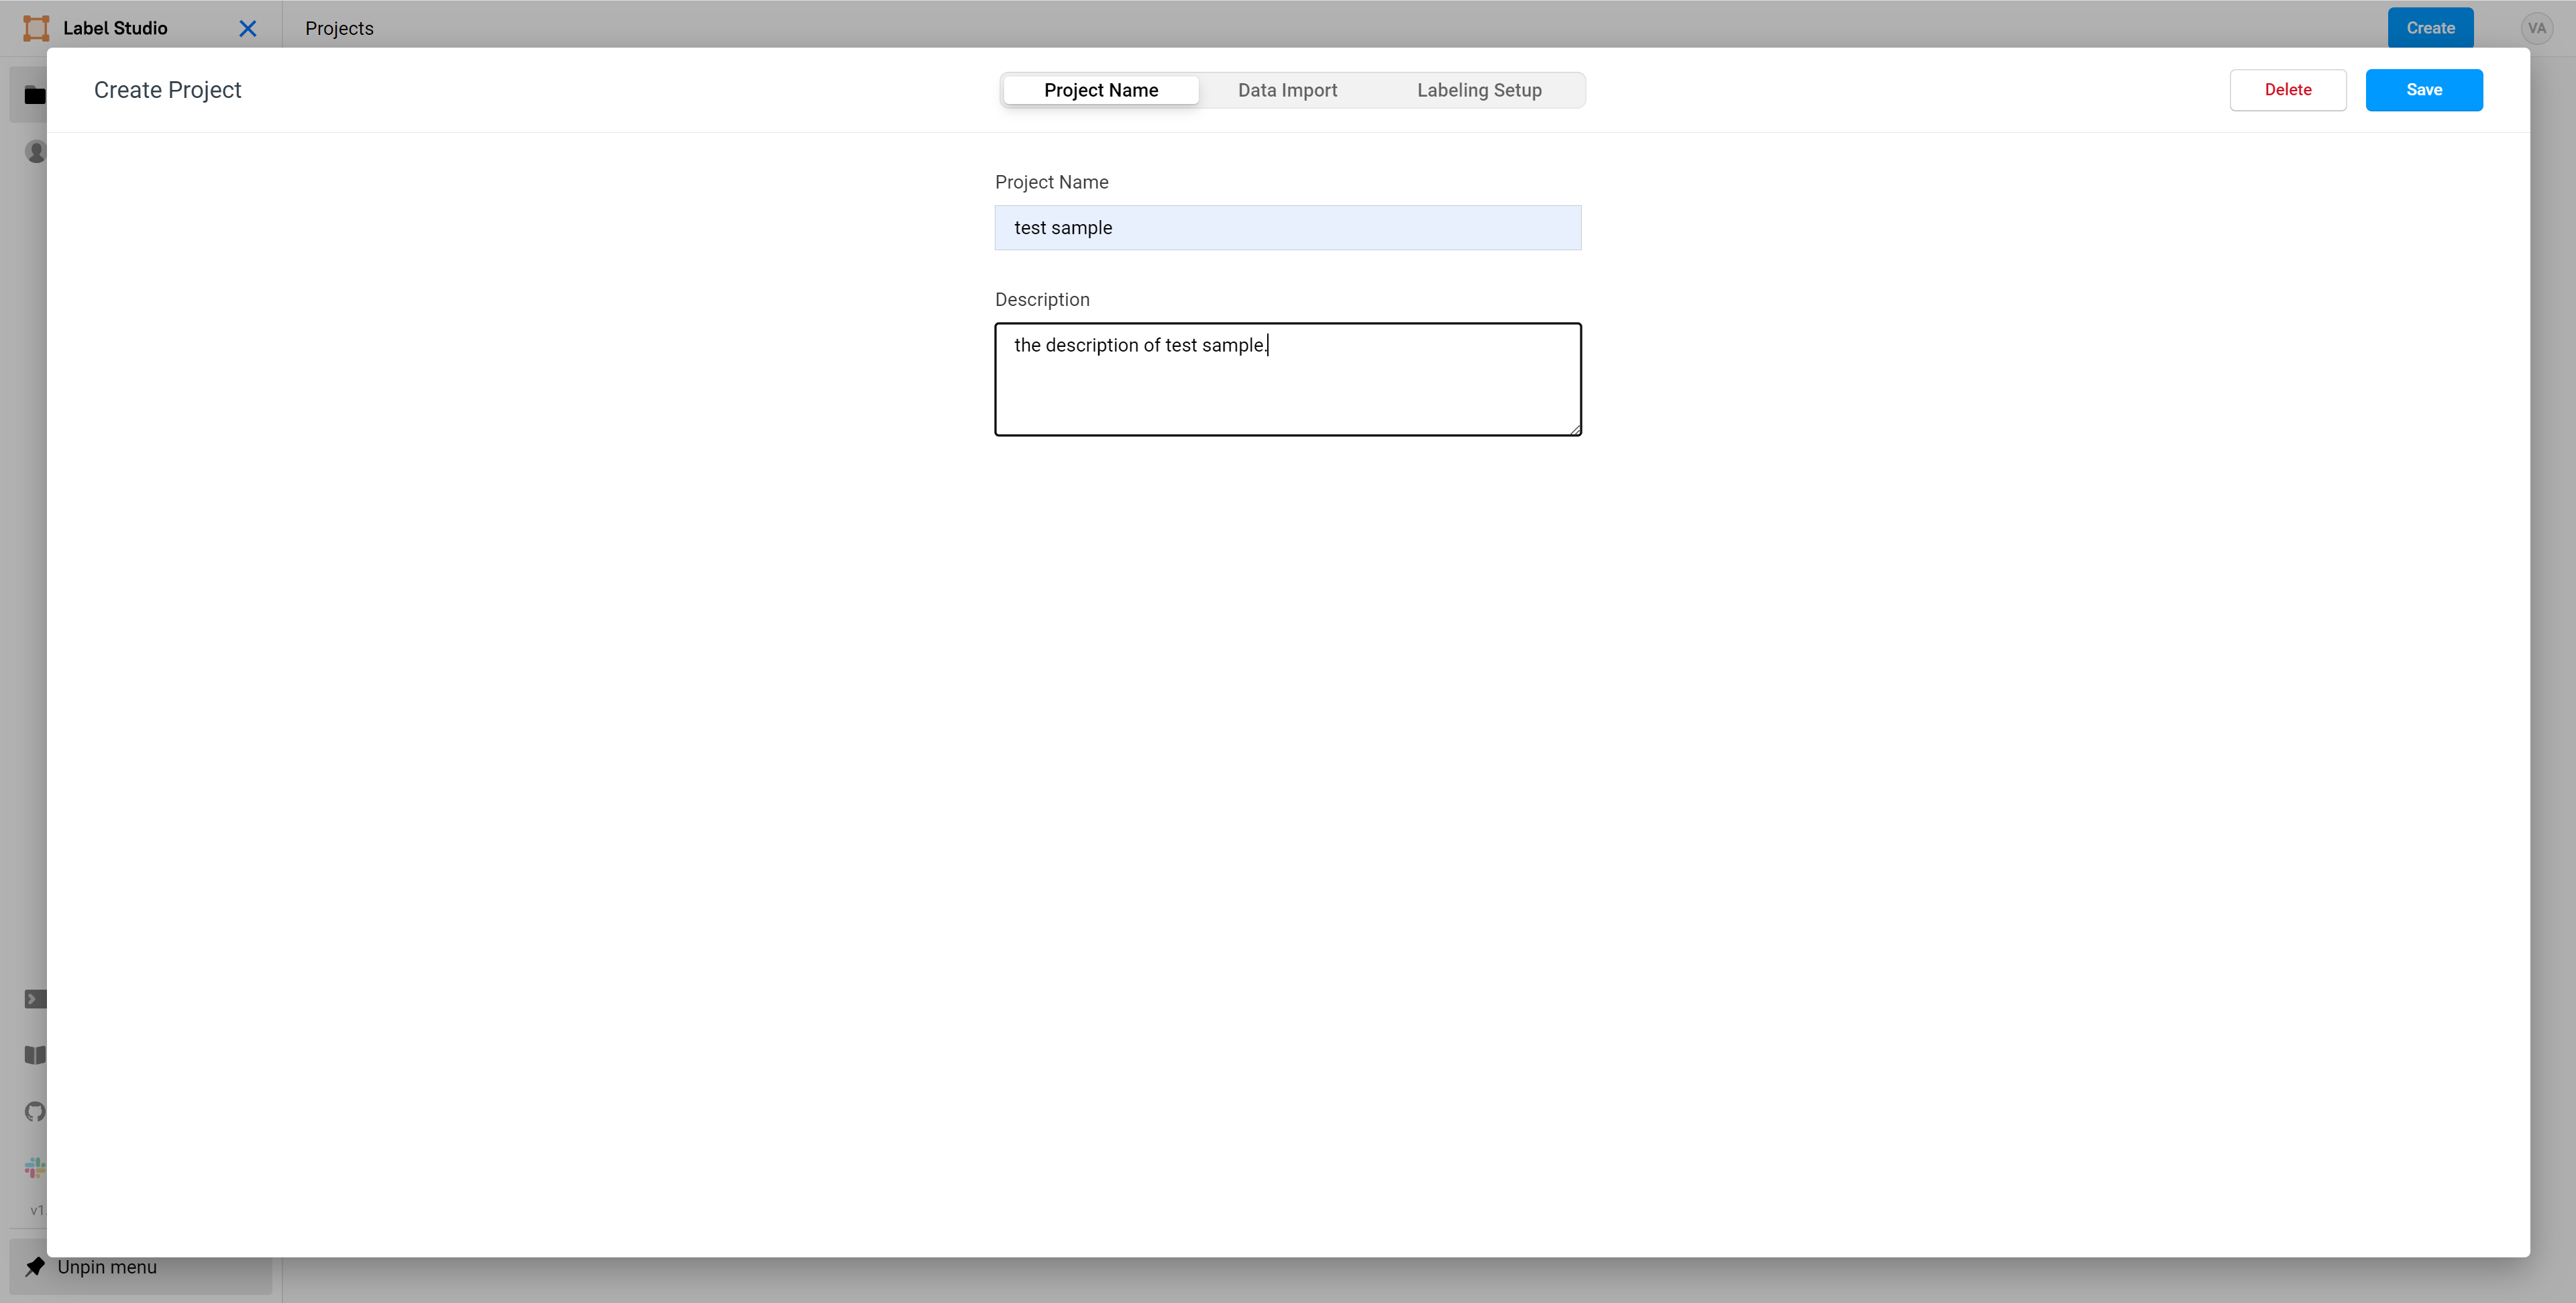 Label Studio
Projects
Create
VA
Create Project
Project Name
Data Import
Labeling Setup
Delete
Save
Project Name
test sample
Description
the description of test sample.
v1.
Unpin menu